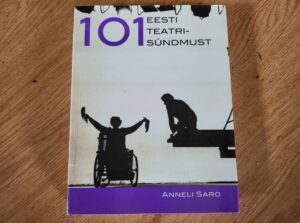 101 EESTI
TEATRI-
SÜNDMUST
ANNELI SARO